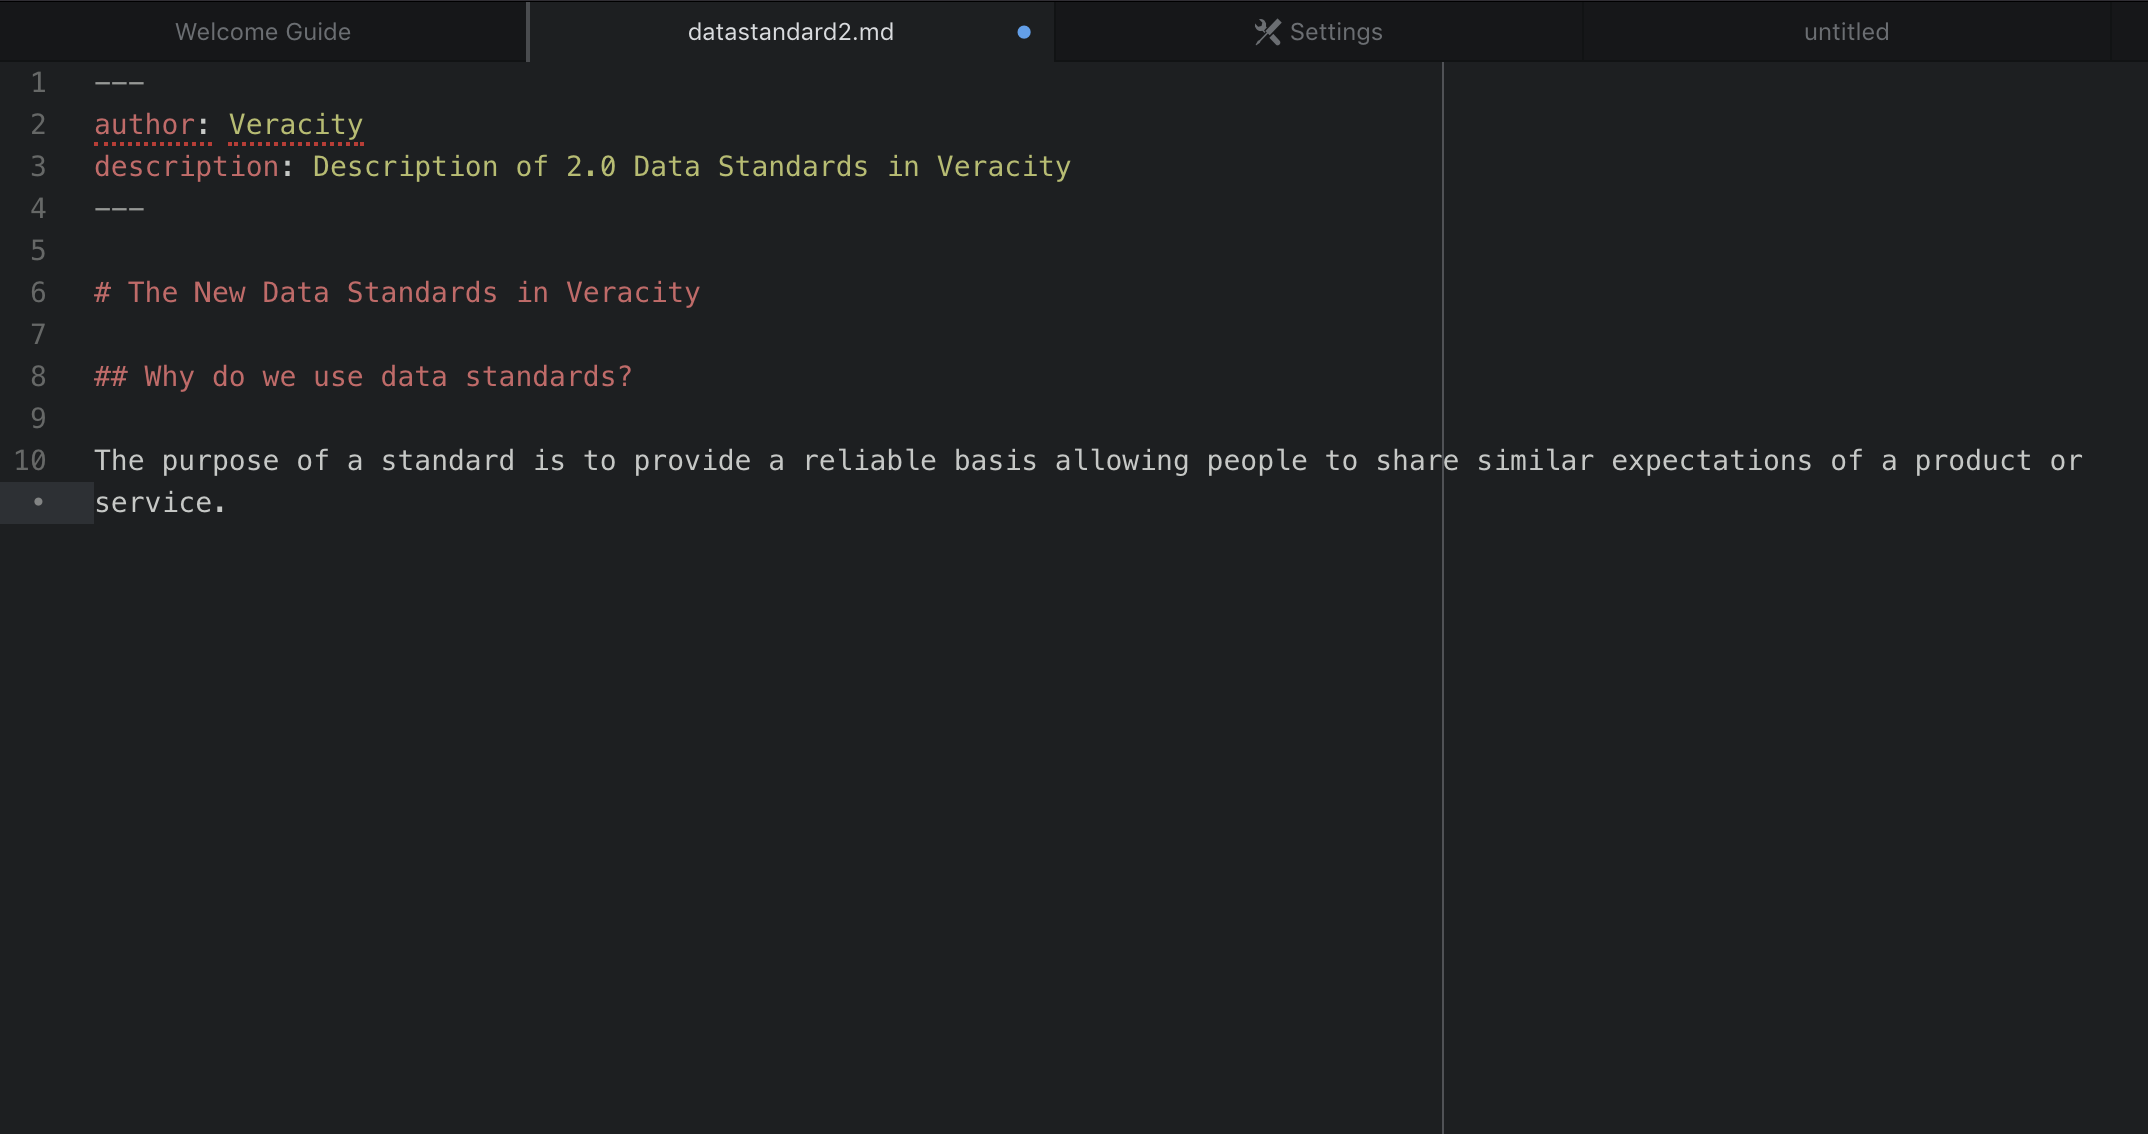 Welcome Guide
datastandard2.md
Settings
untitled
1 ---
2 author: Veracity
3 description: Description of 2.0 Data Standards in Veracity
4 ---
5
6 # The New Data Standards in Veracity
7
8 ## Why do we use data standards?
9
10 The purpose of a standard is to provide a reliable basis allowing people to share similar expectations of a product or
• service.